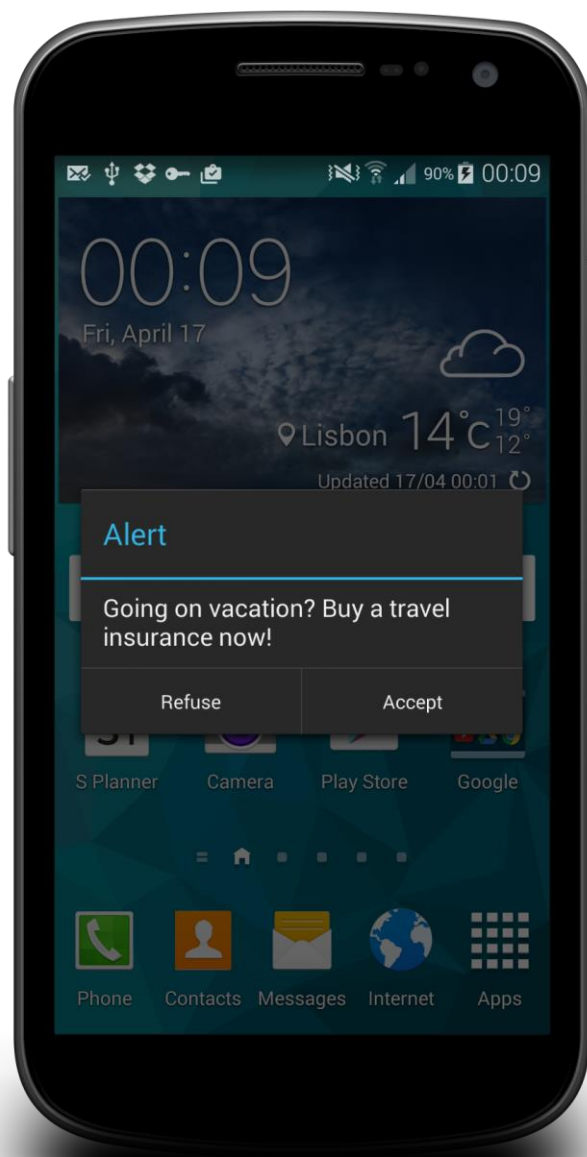 90% 00:09
00:09
Fri, April 17
Lisbon 14°C 19° 12°
Updated 17/04 00:01
Alert
Going on vacation? Buy a travel
insurance now!
Refuse Accept
S Planner Camera Play Store Google
Phone Contacts Messages Internet Apps